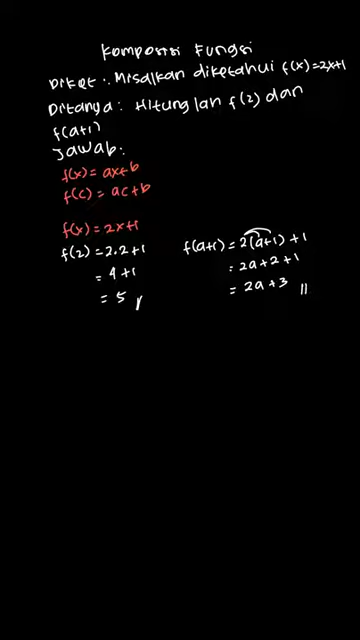 Komposisi Fungsi
Diket : Misalkan diketahui f(x)=2x+1
Ditanya : Hitunglah f(2) dan
f(a+1)
Jawab :
f(x) = ax+b
f(c) = ac+b
f(x) = 2x+1
f(2) = 2.2+1
= 4+1
= 5 //
f(a+1) = 2(a+1)+1
= 2a+2+1
= 2a+3 //